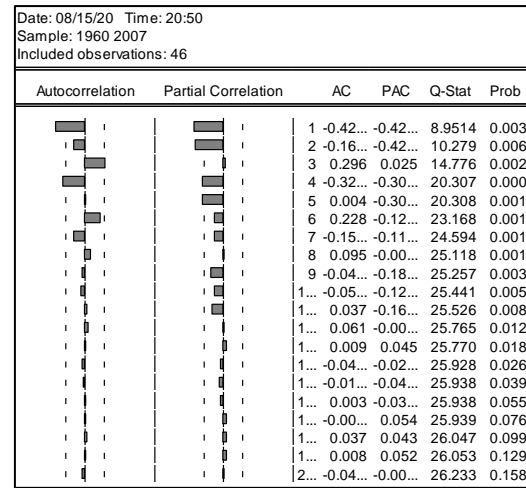 Date: 08/15/20 Time: 20:50
Sample: 1960 2007
Included observations: 46
Autocorrelation Partial Correlation AC PAC Q-Stat Prob
1 -0.42... -0.42... 8.9514 0.003
2 -0.16... -0.42... 10.279 0.006
3 0.296 0.025 14.776 0.002
4 -0.32... -0.30... 20.307 0.000
5 0.004 -0.30... 20.308 0.001
6 0.228 -0.12... 23.168 0.001
7 -0.15... -0.11... 24.594 0.001
8 0.095 -0.00... 25.118 0.001
9 -0.04... -0.18... 25.257 0.003
1... -0.05... -0.12... 25.441 0.005
1... 0.037 -0.16... 25.526 0.008
1... 0.061 -0.00... 25.765 0.012
1... 0.009 0.045 25.770 0.018
1... -0.04... -0.02... 25.928 0.026
1... -0.01... -0.04... 25.938 0.039
1... 0.003 -0.03... 25.938 0.055
1... -0.00... 0.054 25.939 0.076
1... 0.037 0.043 26.047 0.099
1... 0.008 0.052 26.053 0.129
2... -0.04... -0.00... 26.233 0.158